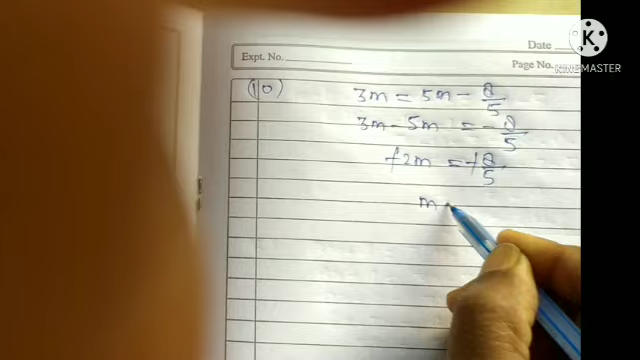 Date
Expt. No.
Page No.
K
KINEMASTER
(10)
3m = 5m - 8/5
3m - 5m = - 8/5
+2m = + 8/5
m